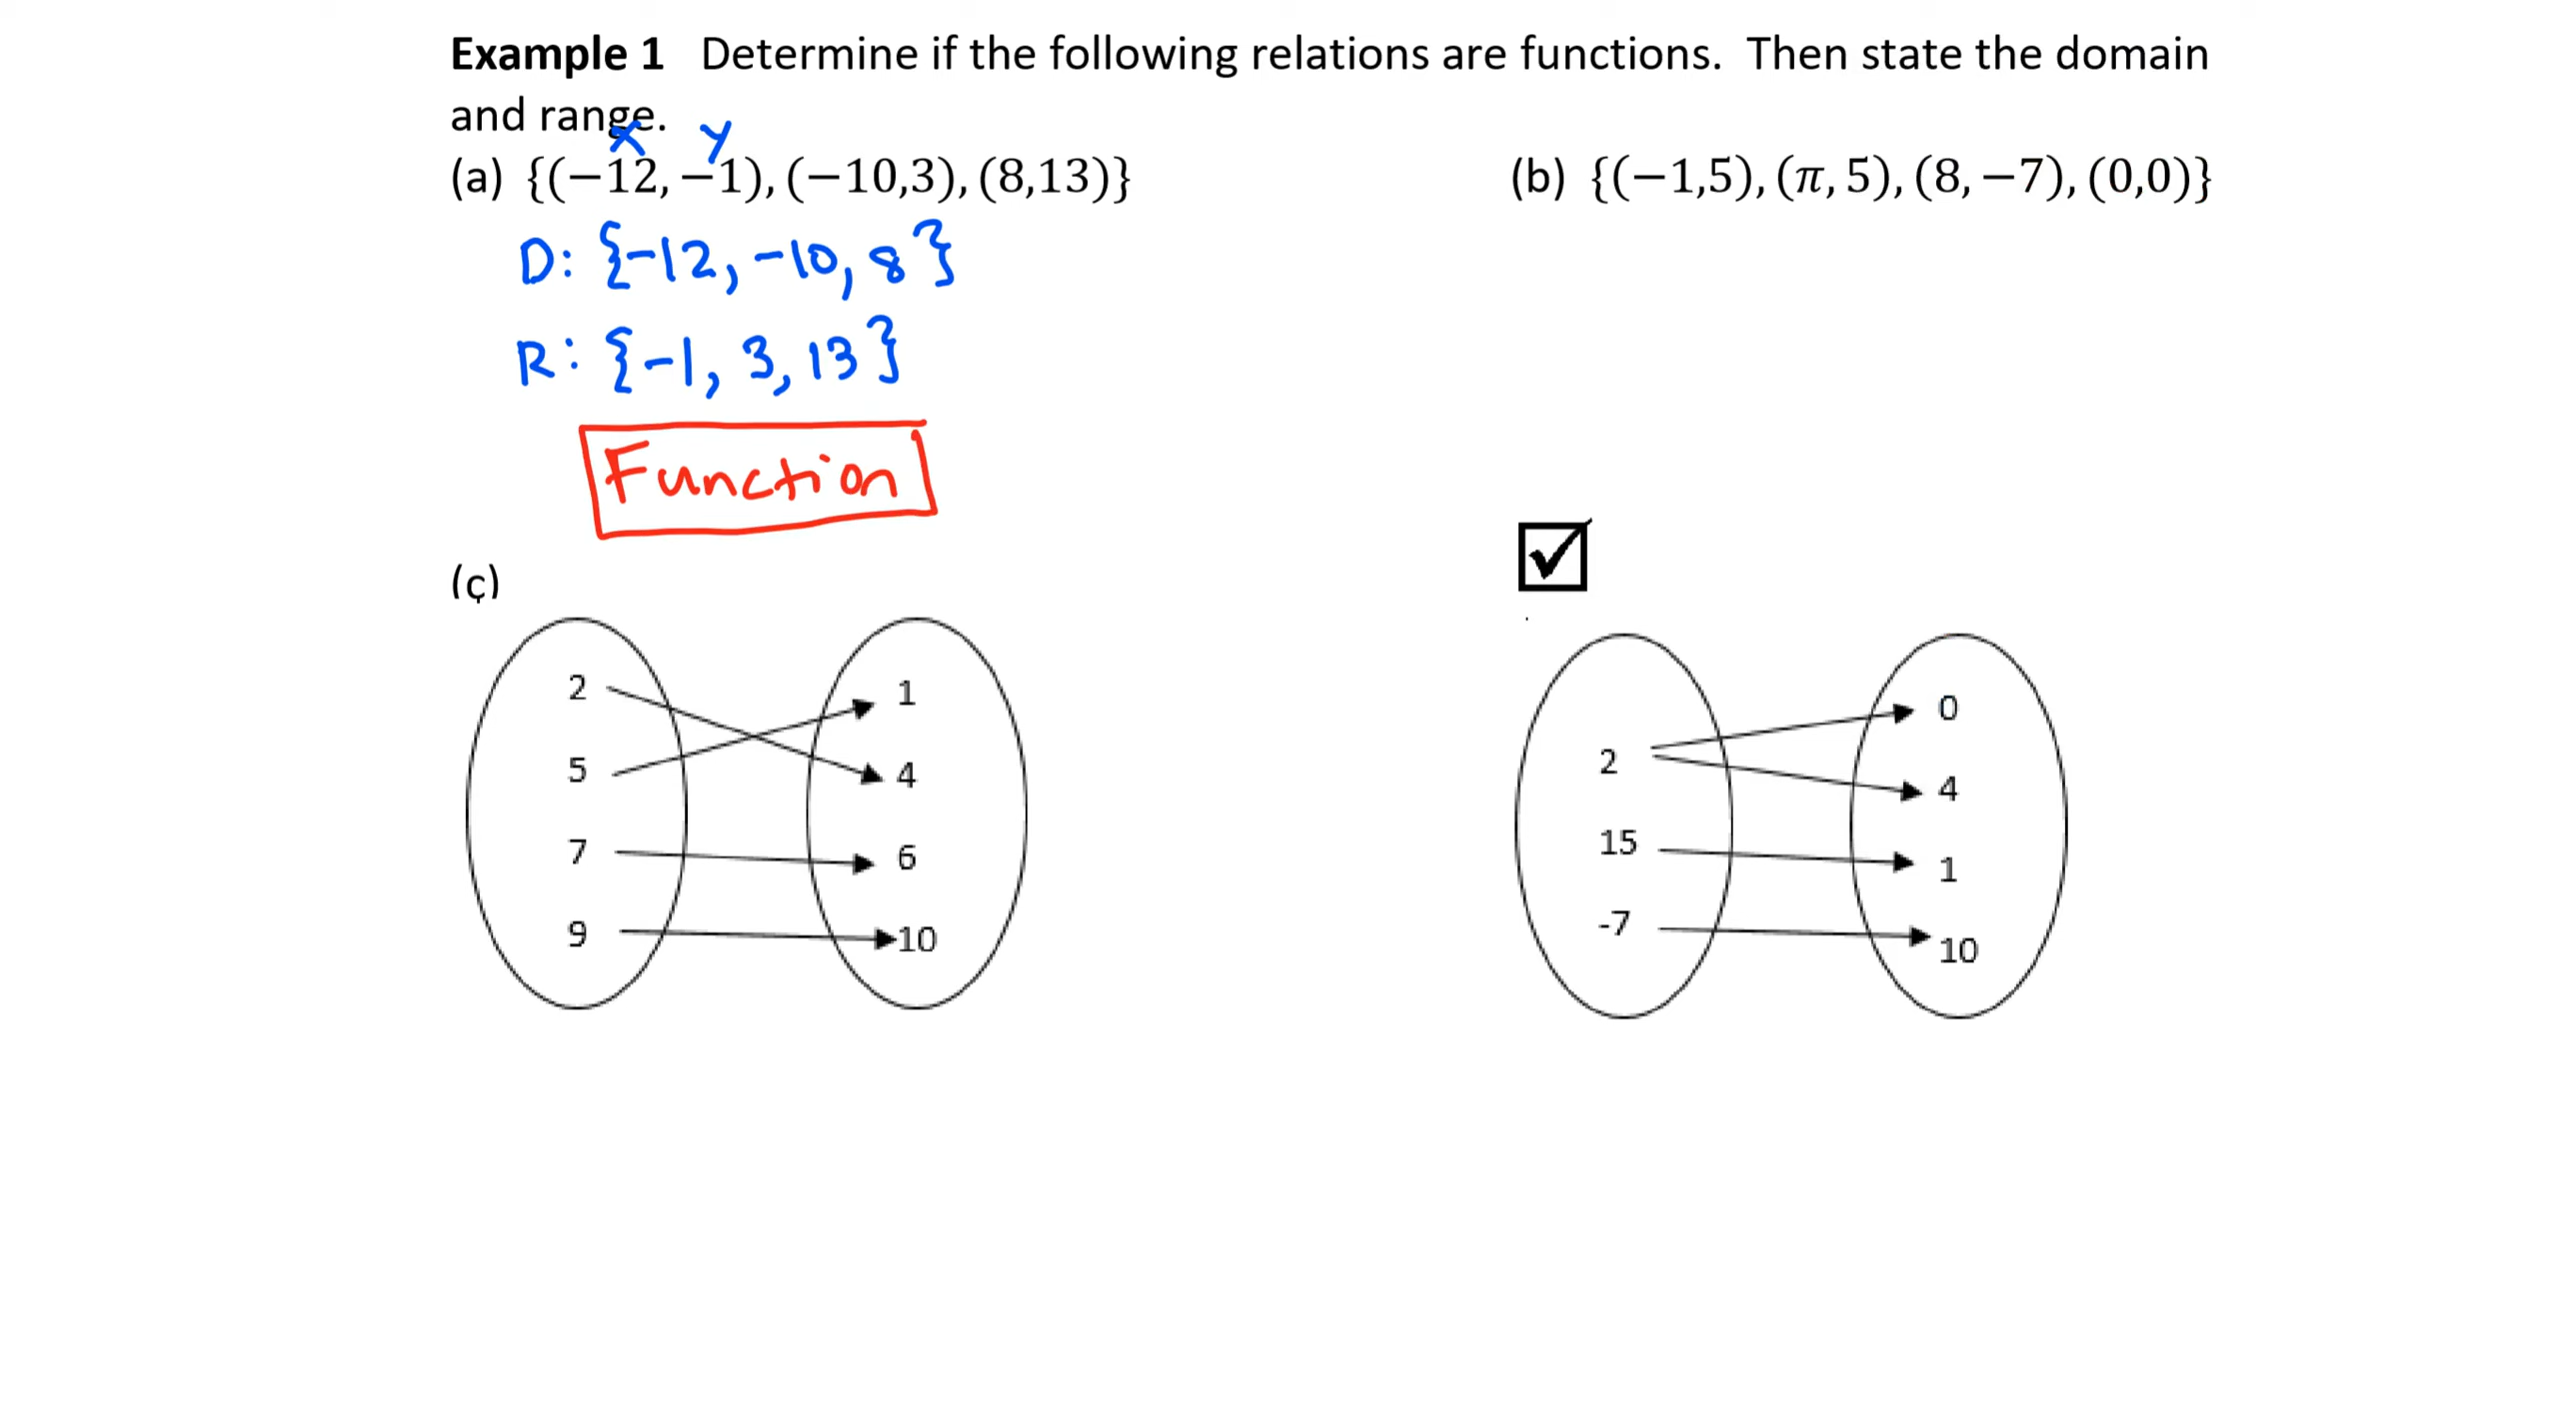 Example 1 Determine if the following relations are functions. Then state the domain
and range.
x y
(a) {(−12, −1), (−10,3), (8,13)}
(b) {(−1,5), (π, 5), (8, −7), (0,0)}
D: {-12, -10, 8}
R: {-1, 3, 13}
Function
(c)
2
5
7
9
1
4
6
10
2
15
-7
0
4
1
10